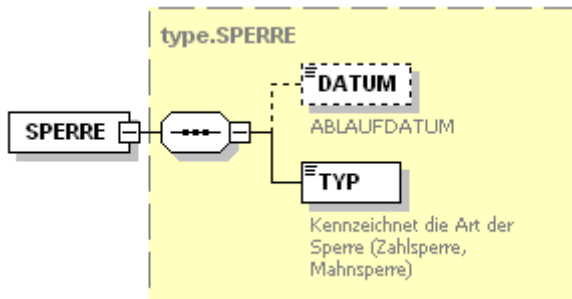 type.SPERRE
DATUM
ABLAUFDATUM
SPERRE
TYP
Kennzeichnet die Art der
Sperre (Zahlsperre,
Mahnsperre)